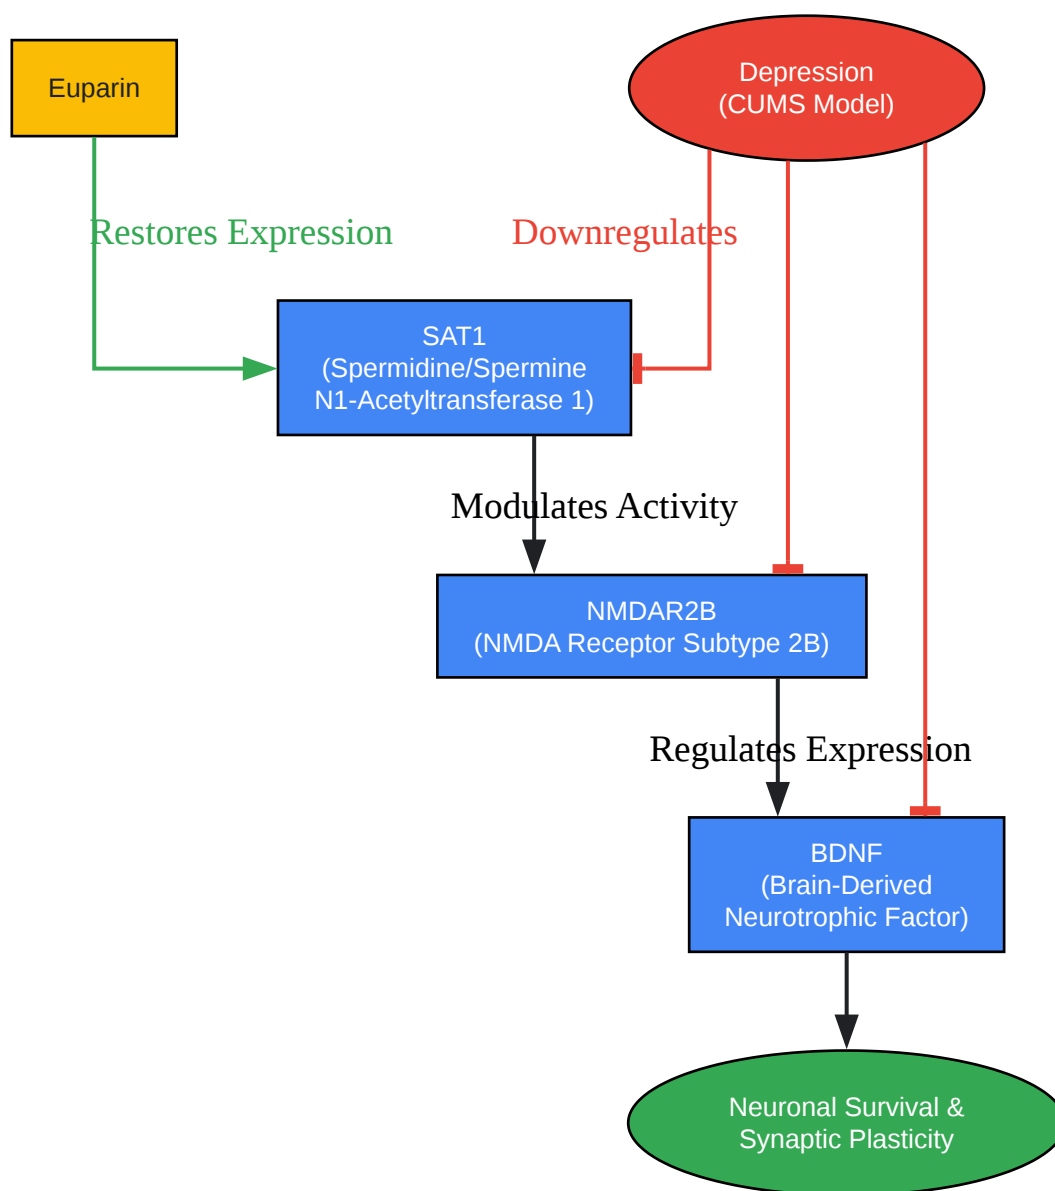 Euparin
Depression
(CUMS Model)
Restores Expression
Downregulates
SAT1
(Spermidine/Spermine
N1-Acetyltransferase 1)
Modulates Activity
NMDAR2B
(NMDA Receptor Subtype 2B)
Regulates Expression
BDNF
(Brain-Derived
Neurotrophic Factor)
Neuronal Survival &
Synaptic Plasticity